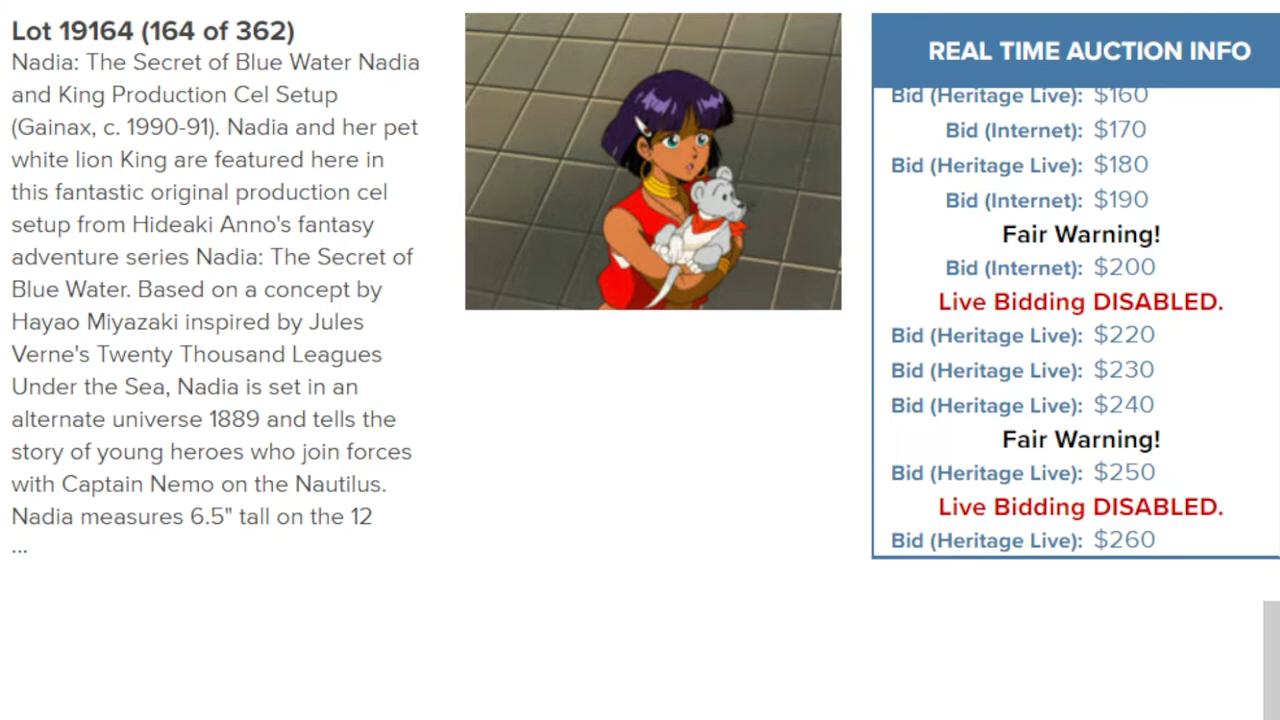 Lot 19164 (164 of 362)
Nadia: The Secret of Blue Water Nadia
and King Production Cel Setup
(Gainax, c. 1990-91). Nadia and her pet
white lion King are featured here in
this fantastic original production cel
setup from Hideaki Anno's fantasy
adventure series Nadia: The Secret of
Blue Water. Based on a concept by
Hayao Miyazaki inspired by Jules
Verne's Twenty Thousand Leagues
Under the Sea, Nadia is set in an
alternate universe 1889 and tells the
story of young heroes who join forces
with Captain Nemo on the Nautilus.
Nadia measures 6.5" tall on the 12
...
REAL TIME AUCTION INFO
Bid (Heritage Live): $160
Bid (Internet): $170
Bid (Heritage Live): $180
Bid (Internet): $190
Fair Warning!
Bid (Internet): $200
Live Bidding DISABLED.
Bid (Heritage Live): $220
Bid (Heritage Live): $230
Bid (Heritage Live): $240
Fair Warning!
Bid (Heritage Live): $250
Live Bidding DISABLED.
Bid (Heritage Live): $260